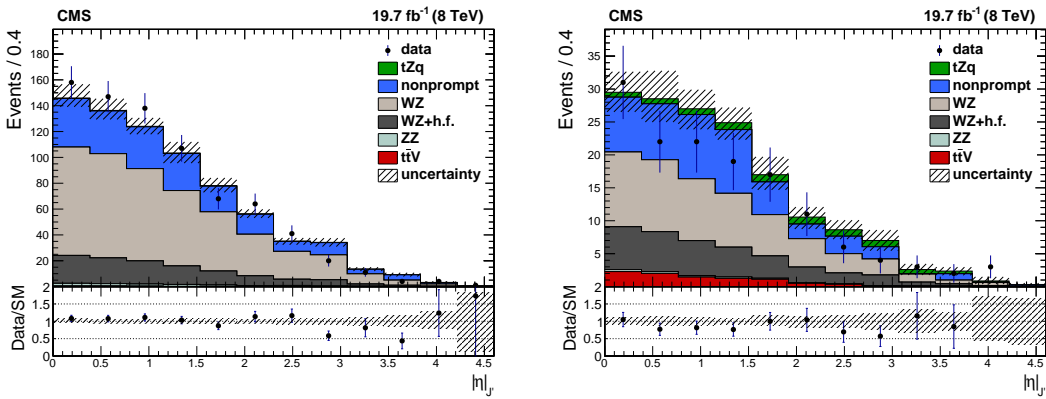 CMS 19.7 fb⁻¹ (8 TeV)
Events / 0.4
180
160
140
120
100
80
60
40
20
data
tZq
nonprompt
WZ
WZ+h.f.
ZZ
tt̄V
uncertainty
Data/SM
2
1.5
1
0.5
0 0.5 1 1.5 2 2.5 3 3.5 4 4.5
|η|J'
CMS 19.7 fb⁻¹ (8 TeV)
Events / 0.4
35
30
25
20
15
10
5
data
tZq
nonprompt
WZ
WZ+h.f.
ZZ
tt̄V
uncertainty
Data/SM
2
1.5
1
0.5
0 0.5 1 1.5 2 2.5 3 3.5 4 4.5
|η|J'